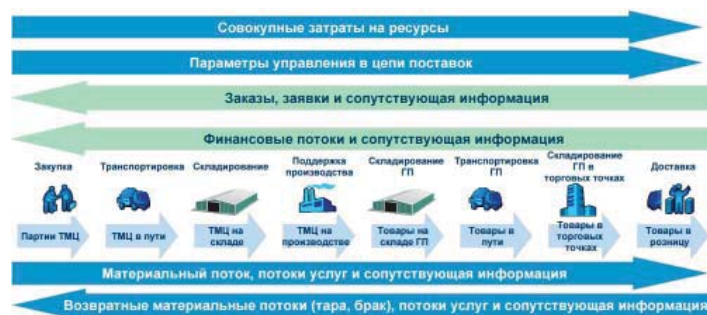 Совокупные затраты на ресурсы
Параметры управления в цепи поставок
Заказы, заявки и сопутствующая информация
Финансовые потоки и сопутствующая информация
Закупка
Транспортировка
Складирование
Поддержка
производства
Складирование
ГП
Транспортировка
ГП
Складирование
ГП в
торговых точках
Доставка
Партии ТМЦ
ТМЦ в пути
ТМЦ на
складе
ТМЦ на
производстве
Товары на
складе ГП
Товары в
пути
Товары в
торговых
точках
Товары в
розницу
Материальный поток, потоки услуг и сопутствующая информация
Возвратные материальные потоки (тара, брак), потоки услуг и сопутствующая информация